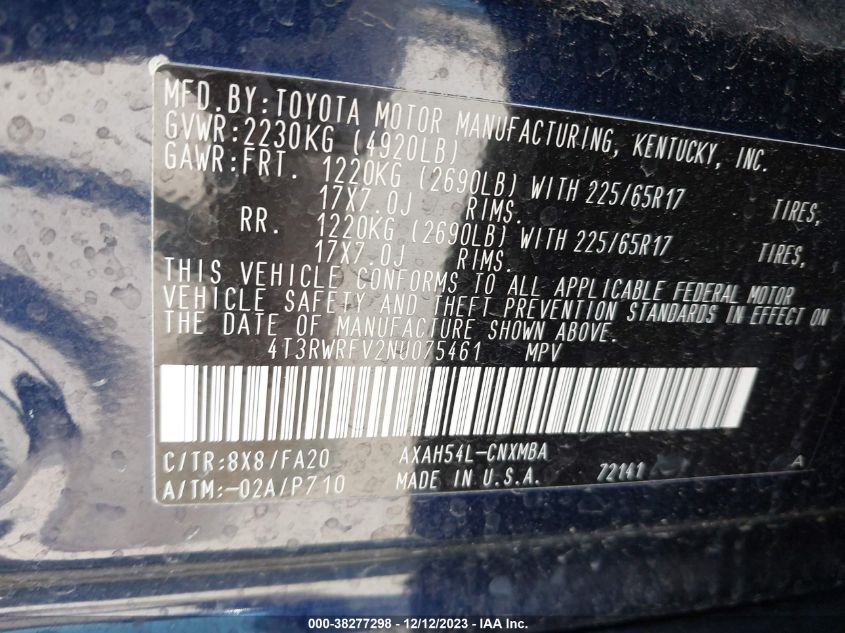 MFD.BY:TOYOTA MOTOR MANUFACTURING, KENTUCKY, INC.
GVWR:2230KG (4920LB)
GAWR:FRT. 1220KG (2690LB) WITH 225/65R17 TIRES,
17X7.0J RIMS.
RR. 1220KG (2690LB) WITH 225/65R17 TIRES,
17X7.0J RIMS.
THIS VEHICLE CONFORMS TO ALL APPLICABLE FEDERAL MOTOR
VEHICLE SAFETY AND THEFT PREVENTION STANDARDS IN EFFECT ON
THE DATE OF MANUFACTURE SHOWN ABOVE.
4T3RWRFV2NU075461 MPV
C/TR:8X8/FA20 AXAH54L-CNXMBA
A/TM:-02A/P710 MADE IN U.S.A. 72141 A
000-38277298 - 12/12/2023 - IAA Inc.